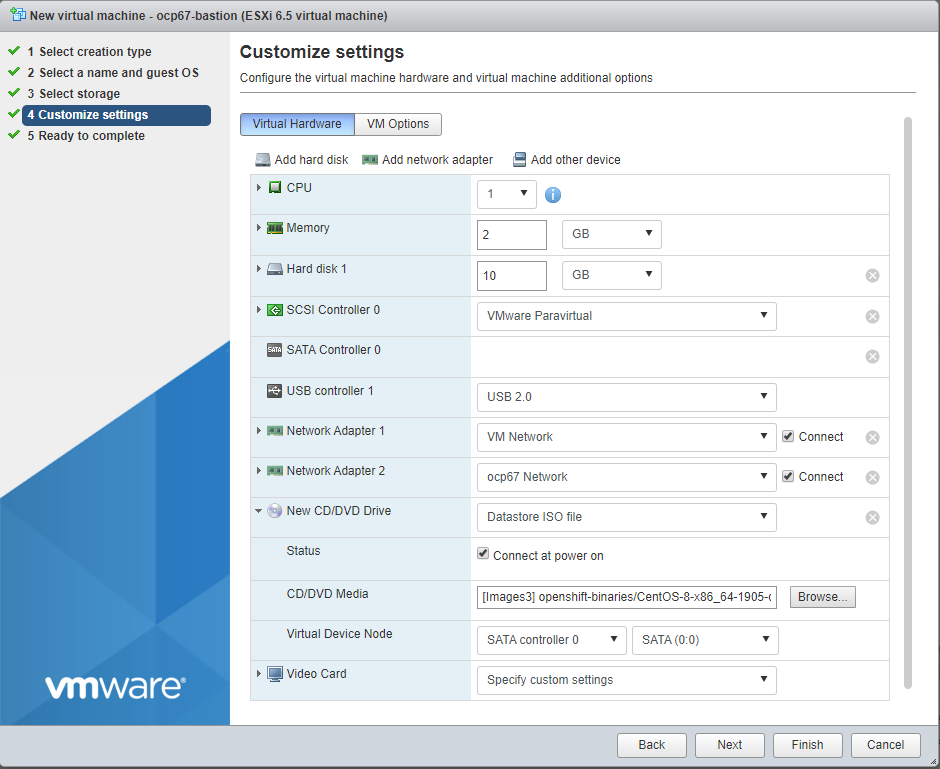 New virtual machine - ocp67-bastion (ESXi 6.5 virtual machine)
1 Select creation type
2 Select a name and guest OS
3 Select storage
4 Customize settings
5 Ready to complete
vmware®
Customize settings
Configure the virtual machine hardware and virtual machine additional options
Virtual Hardware VM Options
Add hard disk Add network adapter Add other device
CPU 1 i
Memory 2 GB
Hard disk 1 10 GB
SCSI Controller 0 VMware Paravirtual
SATA SATA Controller 0
USB controller 1 USB 2.0
Network Adapter 1 VM Network Connect
Network Adapter 2 ocp67 Network Connect
New CD/DVD Drive Datastore ISO file
Status Connect at power on
CD/DVD Media [Images3] openshift-binaries/CentOS-8-x86_64-1905- Browse...
Virtual Device Node SATA controller 0 SATA (0:0)
Video Card Specify custom settings
Back Next Finish Cancel